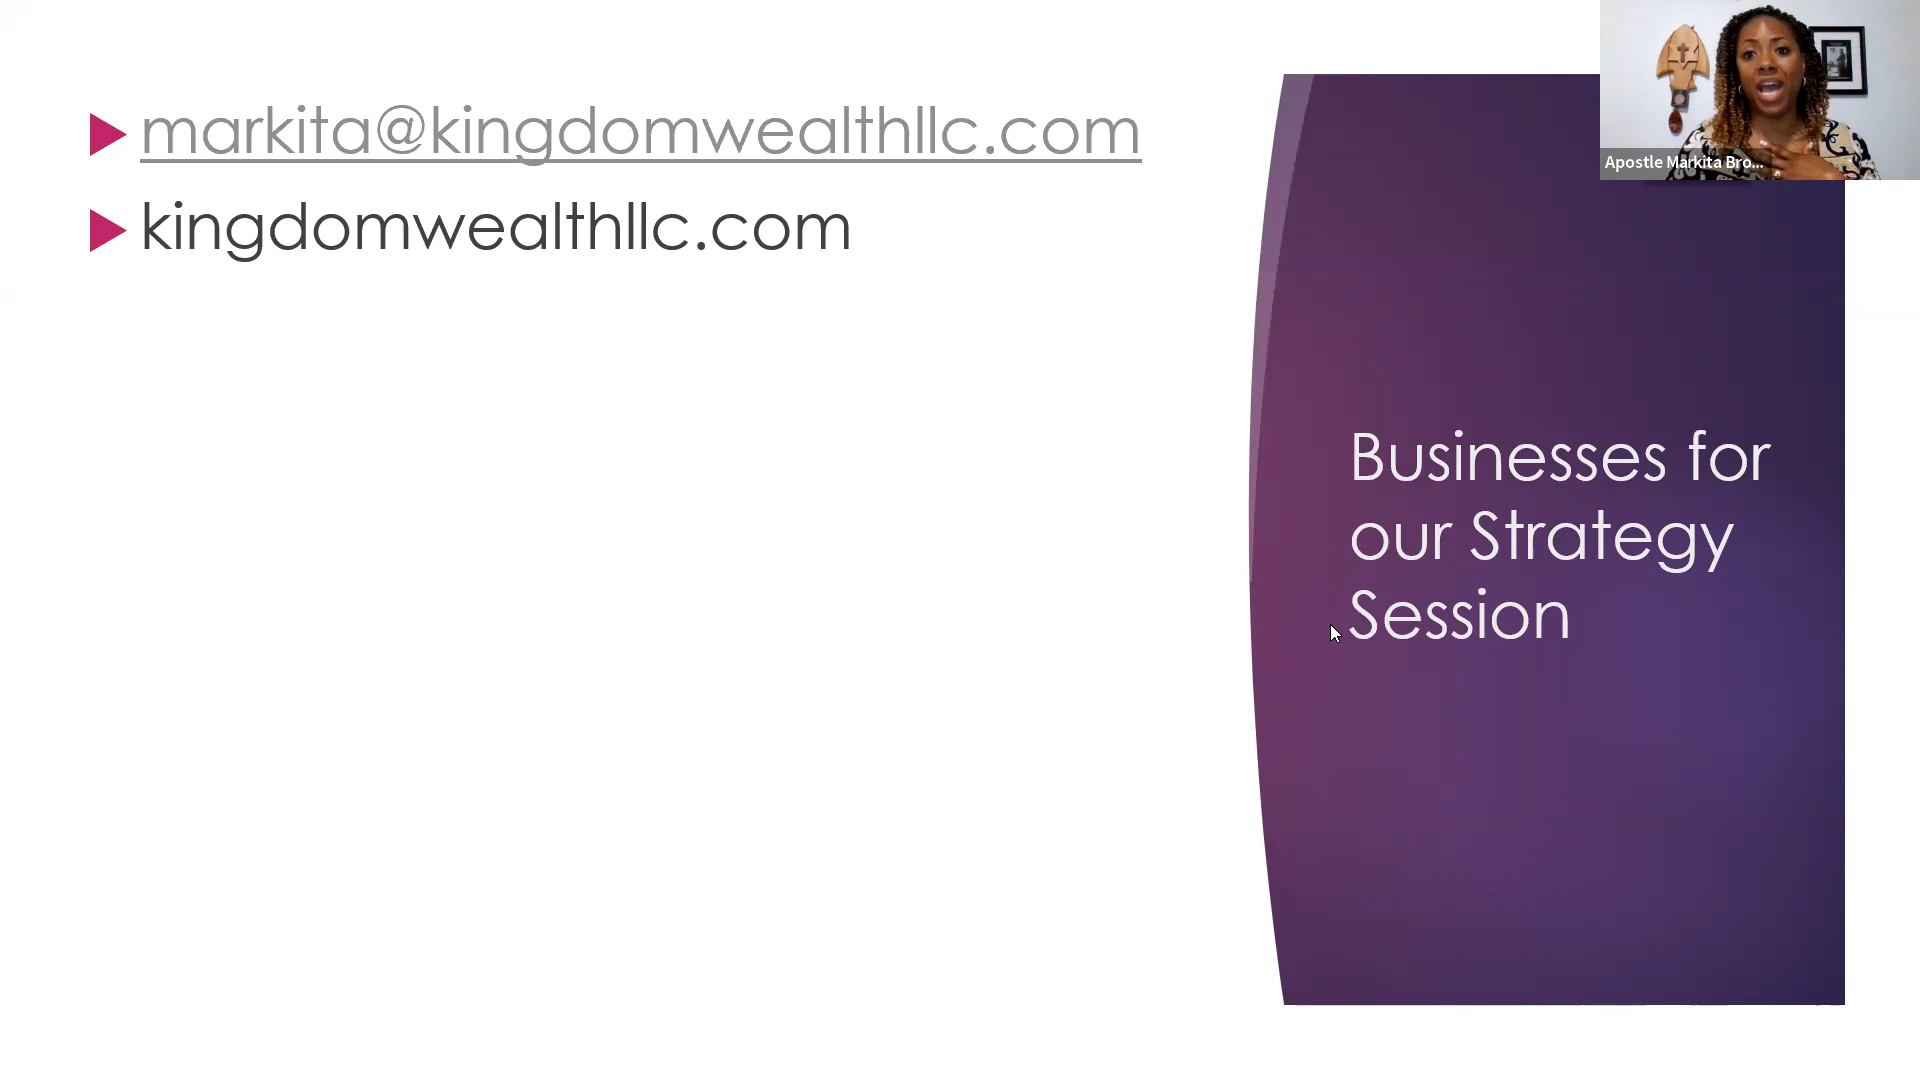 markita@kingdomwealthllc.com
kingdomwealthllc.com
Businesses for
our Strategy
Session
Apostle Markita Bro...